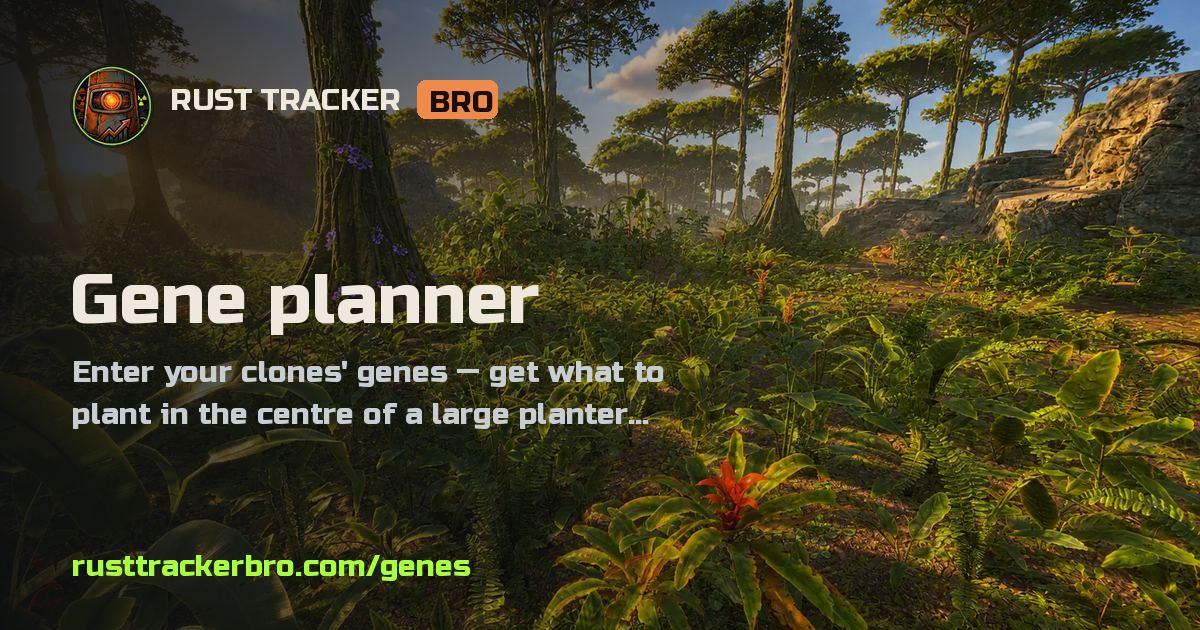 RUST TRACKER BRO
Gene planner
Enter your clones' genes — get what to
plant in the centre of a large planter...
rusttrackerbro.com/genes